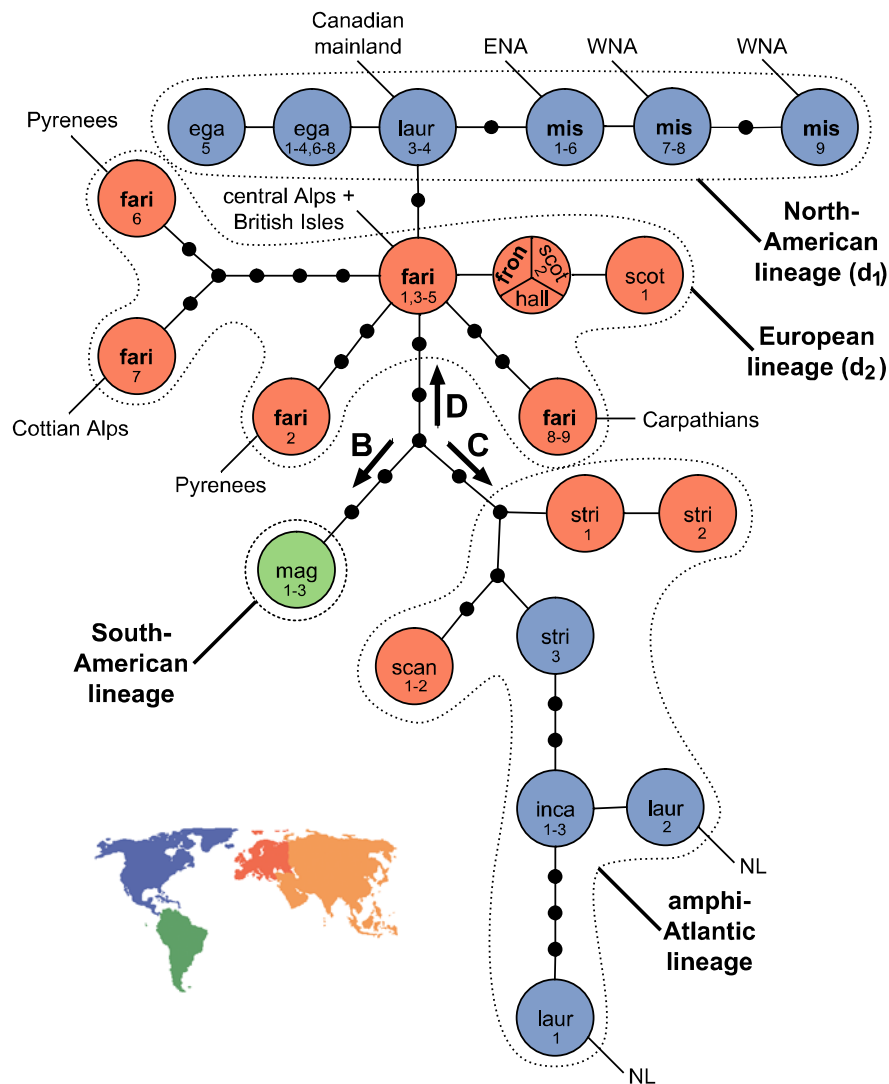 Canadian
mainland
ENA
WNA
WNA
Pyrenees
ega
5
ega
1-4,6-8
laur
3-4
mis
1-6
mis
7-8
mis
9
fari
6
central Alps +
British Isles
North-
American
lineage (d1)
fari
1,3-5
fron
scot
2
hall
scot
1
European
lineage (d2)
fari
7
Cottian Alps
fari
2
D
fari
8-9
Carpathians
B
C
Pyrenees
stri
1
stri
2
mag
1-3
South-
American
lineage
scan
1-2
stri
3
inca
1-3
laur
2
NL
amphi-
Atlantic
lineage
laur
1
NL